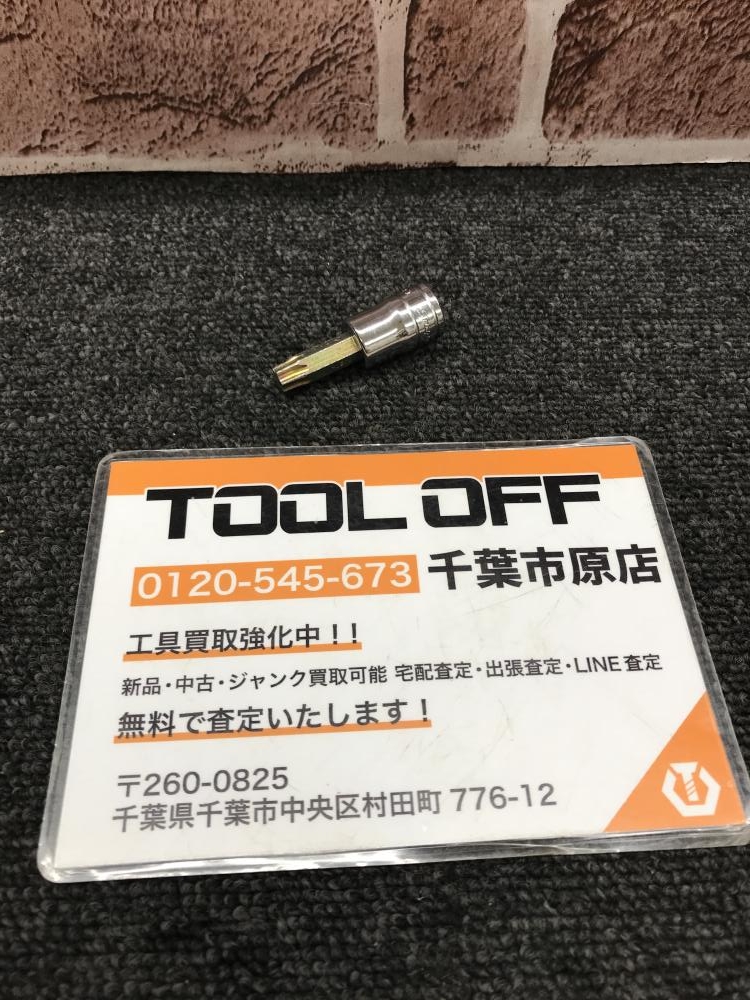 TOOL OFF
0120-545-673 千葉市原店
工具買取強化中！！
新品・中古・ジャンク買取可能 宅配査定・出張査定・LINE査定
無料で査定いたします！
〒260-0825
千葉県千葉市中央区村田町 776-12